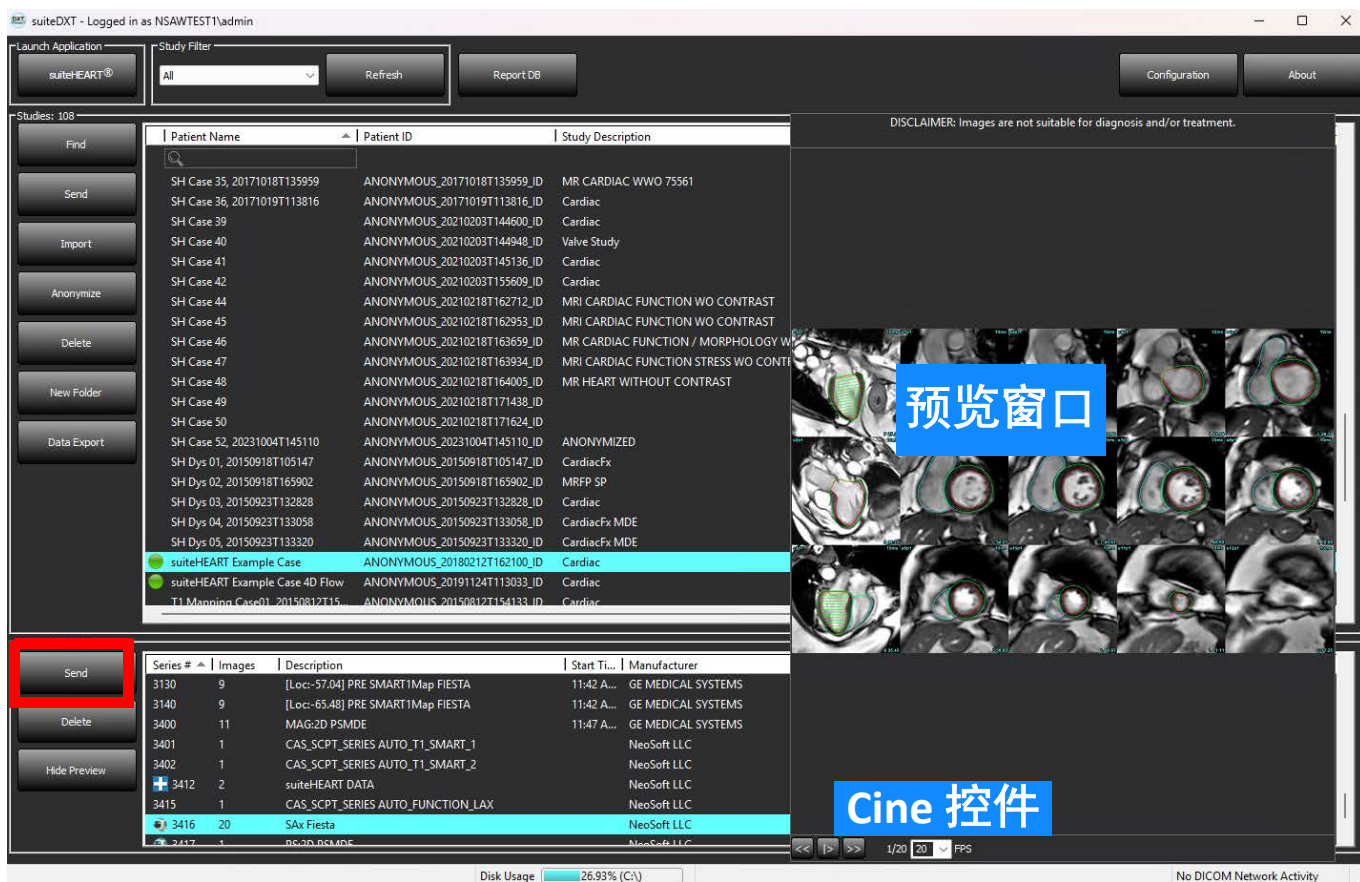 suiteDXT - Logged in as NSAWTEST1\admin
Launch Application
suiteHEART®
Study Filter
All
Refresh
Report DB
Configuration
About
Studies: 108
Find
Send
Import
Anonymize
Delete
New Folder
Data Export
Patient Name Patient ID Study Description
SH Case 35, 20171018T135959 ANONYMOUS_20171018T135959_ID MR CARDIAC WWO 75561
SH Case 36, 20171019T113816 ANONYMOUS_20171019T113816_ID Cardiac
SH Case 39 ANONYMOUS_20210203T144600_ID Cardiac
SH Case 40 ANONYMOUS_20210203T144948_ID Valve Study
SH Case 41 ANONYMOUS_20210203T145136_ID Cardiac
SH Case 42 ANONYMOUS_20210203T155609_ID Cardiac
SH Case 44 ANONYMOUS_20210218T162712_ID MRI CARDIAC FUNCTION WO CONTRAST
SH Case 45 ANONYMOUS_20210218T162953_ID MRI CARDIAC FUNCTION WO CONTRAST
SH Case 46 ANONYMOUS_20210218T163659_ID MR CARDIAC FUNCTION / MORPHOLOGY W
SH Case 47 ANONYMOUS_20210218T163934_ID MRI CARDIAC FUNCTION STRESS WO CONT
SH Case 48 ANONYMOUS_20210218T164005_ID MR HEART WITHOUT CONTRAST
SH Case 49 ANONYMOUS_20210218T171438_ID
SH Case 50 ANONYMOUS_20210218T171624_ID
SH Case 52, 20231004T145110 ANONYMOUS_20231004T145110_ID ANONYMIZED
SH Dys 01, 20150918T105147 ANONYMOUS_20150918T105147_ID CardiacFx
SH Dys 02, 20150918T165902 ANONYMOUS_20150918T165902_ID MRFP SP
SH Dys 03, 20150923T132828 ANONYMOUS_20150923T132828_ID Cardiac
SH Dys 04, 20150923T133058 ANONYMOUS_20150923T133058_ID CardiacFx MDE
SH Dys 05, 20150923T133320 ANONYMOUS_20150923T133320_ID CardiacFx MDE
suiteHEART Example Case ANONYMOUS_20180212T162100_ID Cardiac
suiteHEART Example Case 4D Flow ANONYMOUS_20191124T113033_ID Cardiac
T1 Mapping Case01, 20150812T15... ANONYMOUS_20150812T154133_ID Cardiac
DISCLAIMER: Images are not suitable for diagnosis and/or treatment.
预览窗口
Send
Delete
Hide Preview
Series # Images Description Start Ti... Manufacturer
3130 9 [Loc:-57.04] PRE SMART1Map FIESTA 11:42 A... GE MEDICAL SYSTEMS
3140 9 [Loc:-65.48] PRE SMART1Map FIESTA 11:42 A... GE MEDICAL SYSTEMS
3400 11 MAG:2D PSMDE 11:47 A... GE MEDICAL SYSTEMS
3401 1 CAS_SCPT_SERIES AUTO_T1_SMART_1 NeoSoft LLC
3402 1 CAS_SCPT_SERIES AUTO_T1_SMART_2 NeoSoft LLC
3412 2 suiteHEART DATA NeoSoft LLC
3415 1 CAS_SCPT_SERIES AUTO_FUNCTION_LAX NeoSoft LLC
3416 20 SAx Fiesta NeoSoft LLC
3417 1 PS:2D PSMDE NeoSoft LLC
Cine 控件
<< |> >> 1/20 20 FPS
Disk Usage 26.93% (C:\)
No DICOM Network Activity